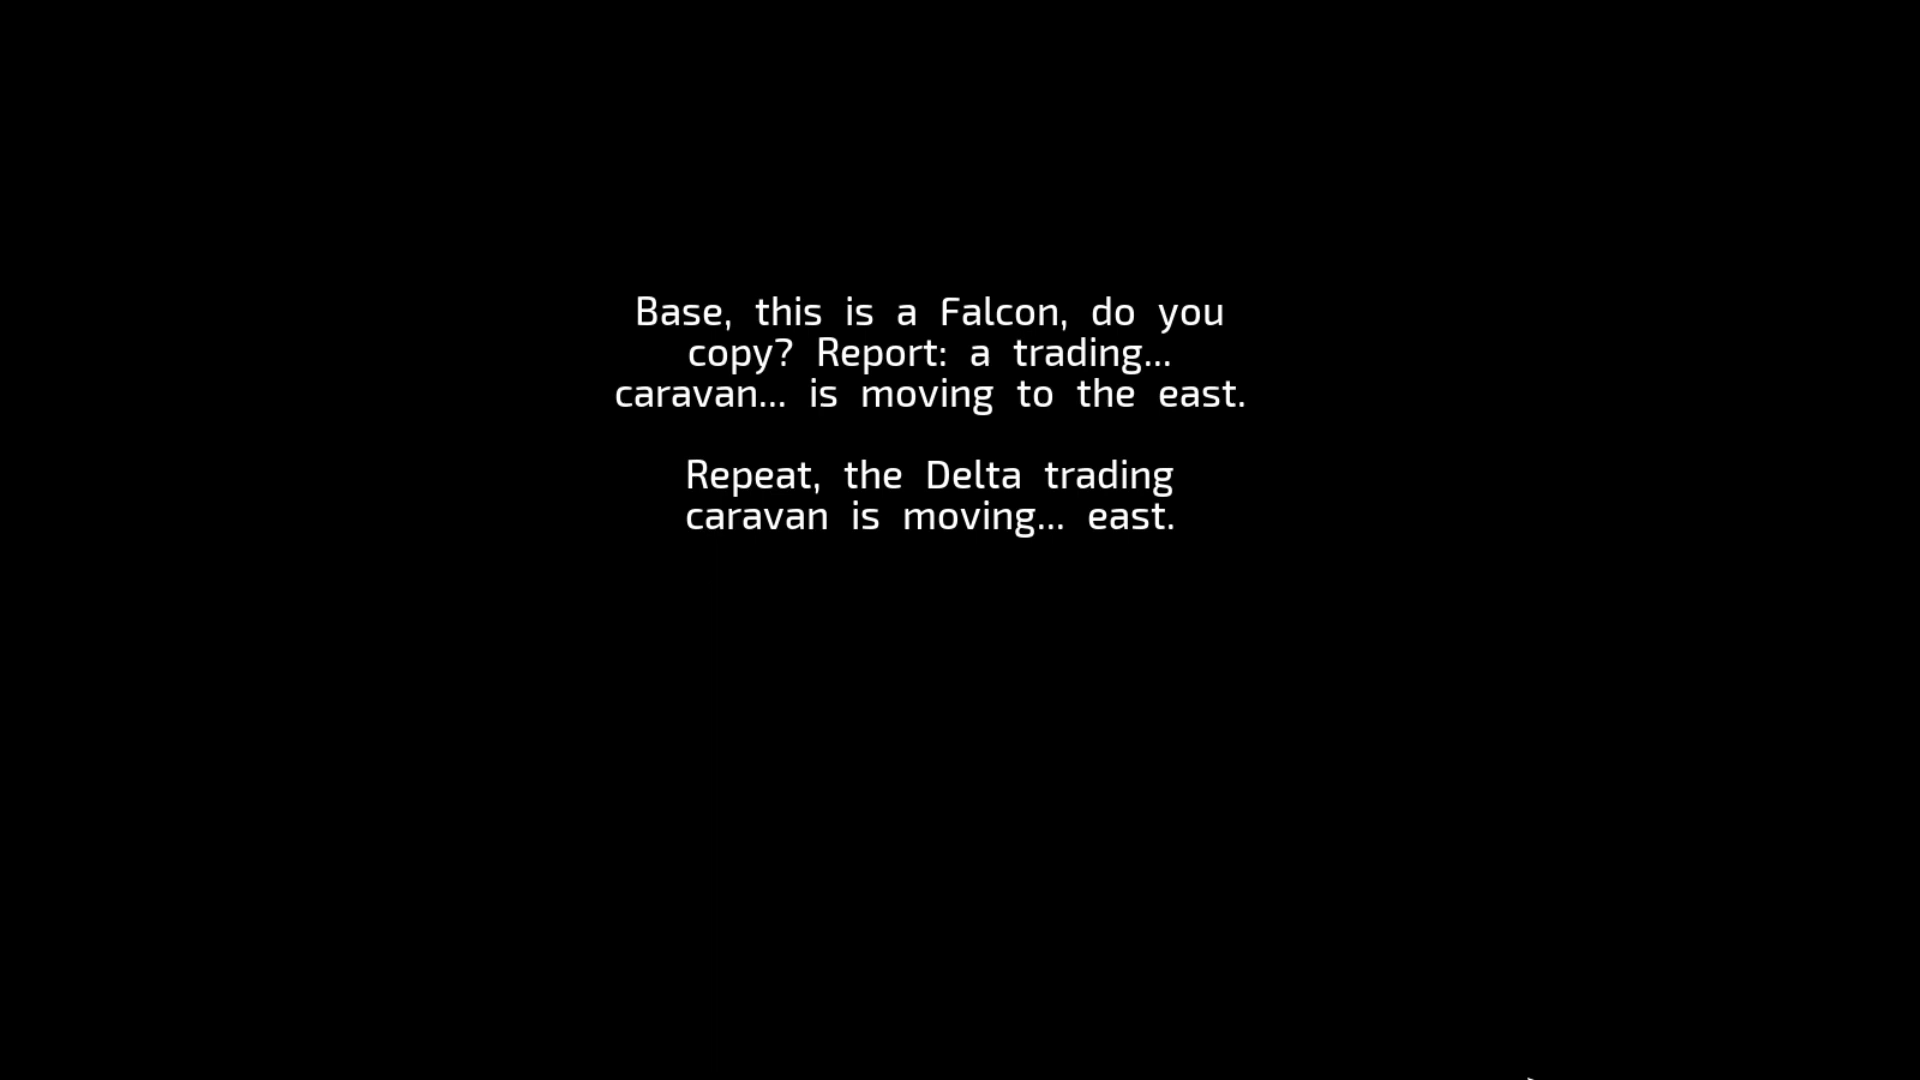 Base, this is a Falcon, do you
copy? Report: a trading...
caravan... is moving to the east.
Repeat, the Delta trading
caravan is moving... east.